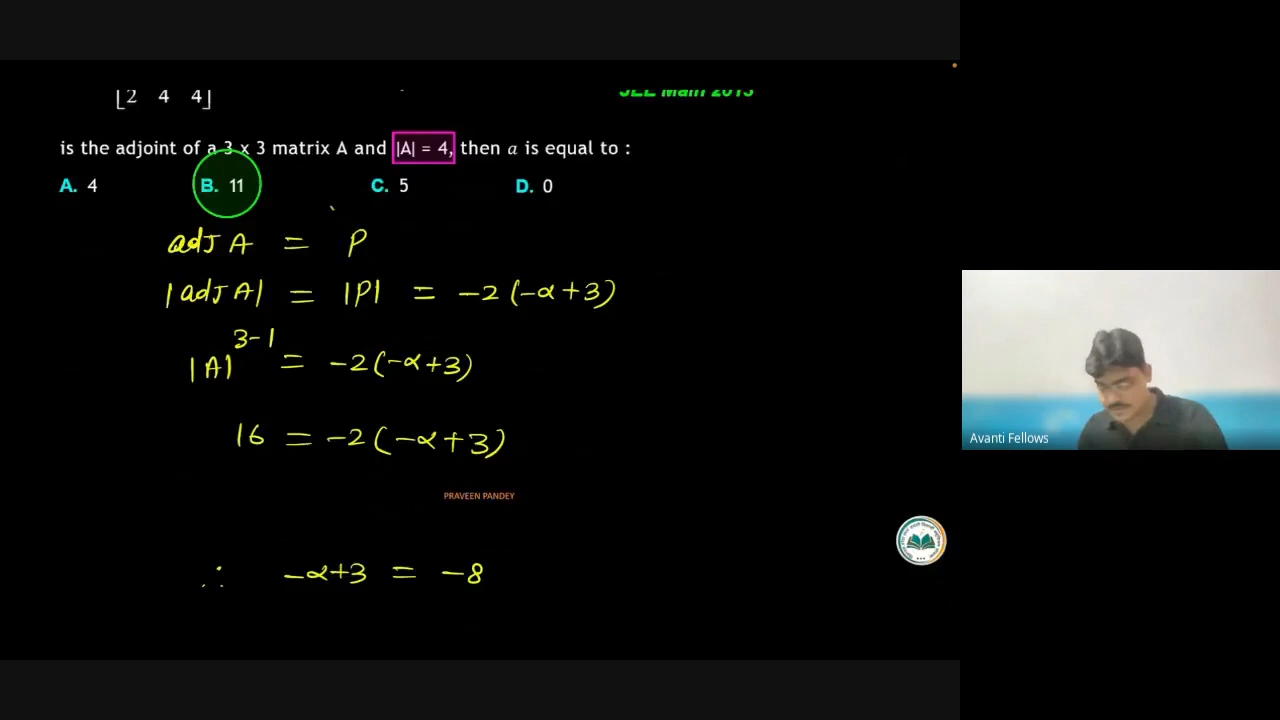 [2 4 4]
JEE Main 2013
is the adjoint of a 3 x 3 matrix A and |A| = 4, then a is equal to :
A. 4 B. 11 C. 5 D. 0
adj A = P
|adj A| = |P| = -2(-α+3)
|A|^3-1 = -2(-α+3)
16 = -2(-α+3)
PRAVEEN PANDEY
∴ -α+3 = -8
Avanti Fellows